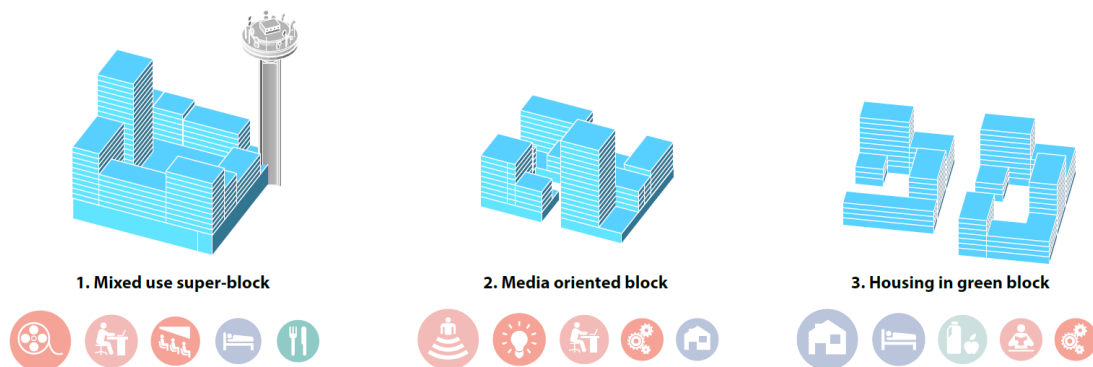 1. Mixed use super-block
2. Media oriented block
3. Housing in green block